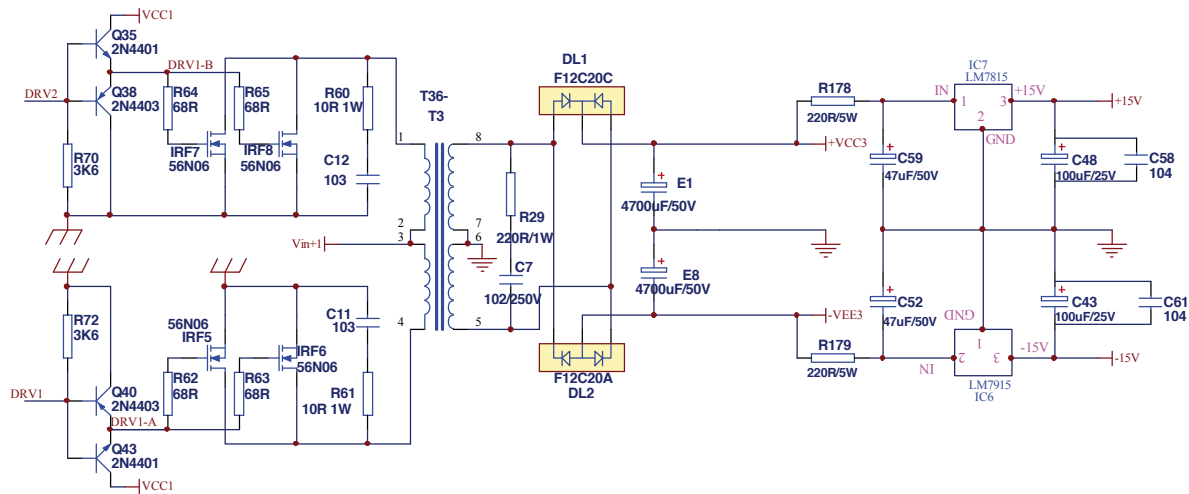 VCC1
Q35
2N4401
DRV1-B
DRV2
Q38
2N4403
R64
68R
R65
68R
R60
10R 1W
R70
3K6
IRF7
56N06
IRF8
56N06
C12
103
T36-
T3
1
2
3
4
8
7
6
5
Vin+1
R29
220R/1W
C7
102/250V
DL1
F12C20C
E1
4700uF/50V
E8
4700uF/50V
F12C20A
DL2
R178
220R/5W
+VCC3
-VEE3
R179
220R/5W
C59
47uF/50V
C52
47uF/50V
IC7
LM7815
IN
1
3
2
GND
+15V
+15V
C48
100uF/25V
C58
104
GND
1
2
3
IN
-15V
-15V
LM7915
IC6
C43
100uF/25V
C61
104
R72
3K6
56N06
IRF5
IRF6
56N06
C11
103
R62
68R
R63
68R
R61
10R 1W
DRV1
Q40
2N4403
DRV1-A
Q43
2N4401
VCC1